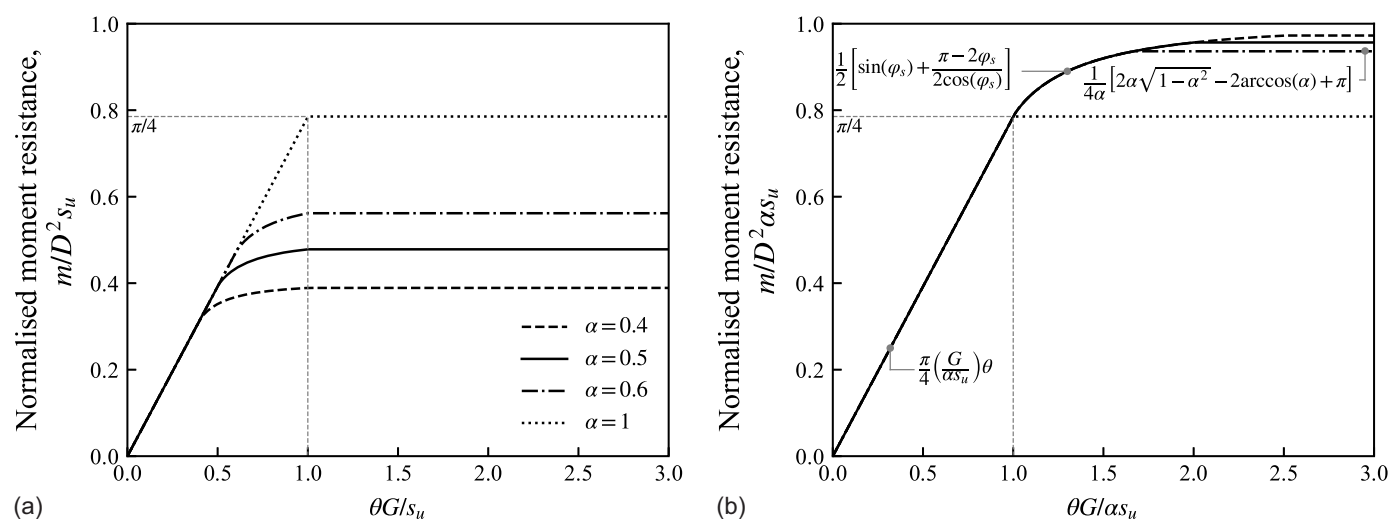 Normalised moment resistance,
m/D²s_u
1.0
0.8
0.6
0.4
0.2
0.0
π/4
α=0.4
α=0.5
α=0.6
α=1
0.0 0.5 1.0 1.5 2.0 2.5 3.0
θG/s_u
(a)
Normalised moment resistance,
m/D²αs_u
1.0
0.8
0.6
0.4
0.2
0.0
1/2 [sin(φ_s) + (π−2φ_s)/(2cos(φ_s))]
1/(4α) [2α√(1−α²) −2arccos(α)+π]
π/4
π/4 (G/(αs_u))θ
0.0 0.5 1.0 1.5 2.0 2.5 3.0
θG/αs_u
(b)